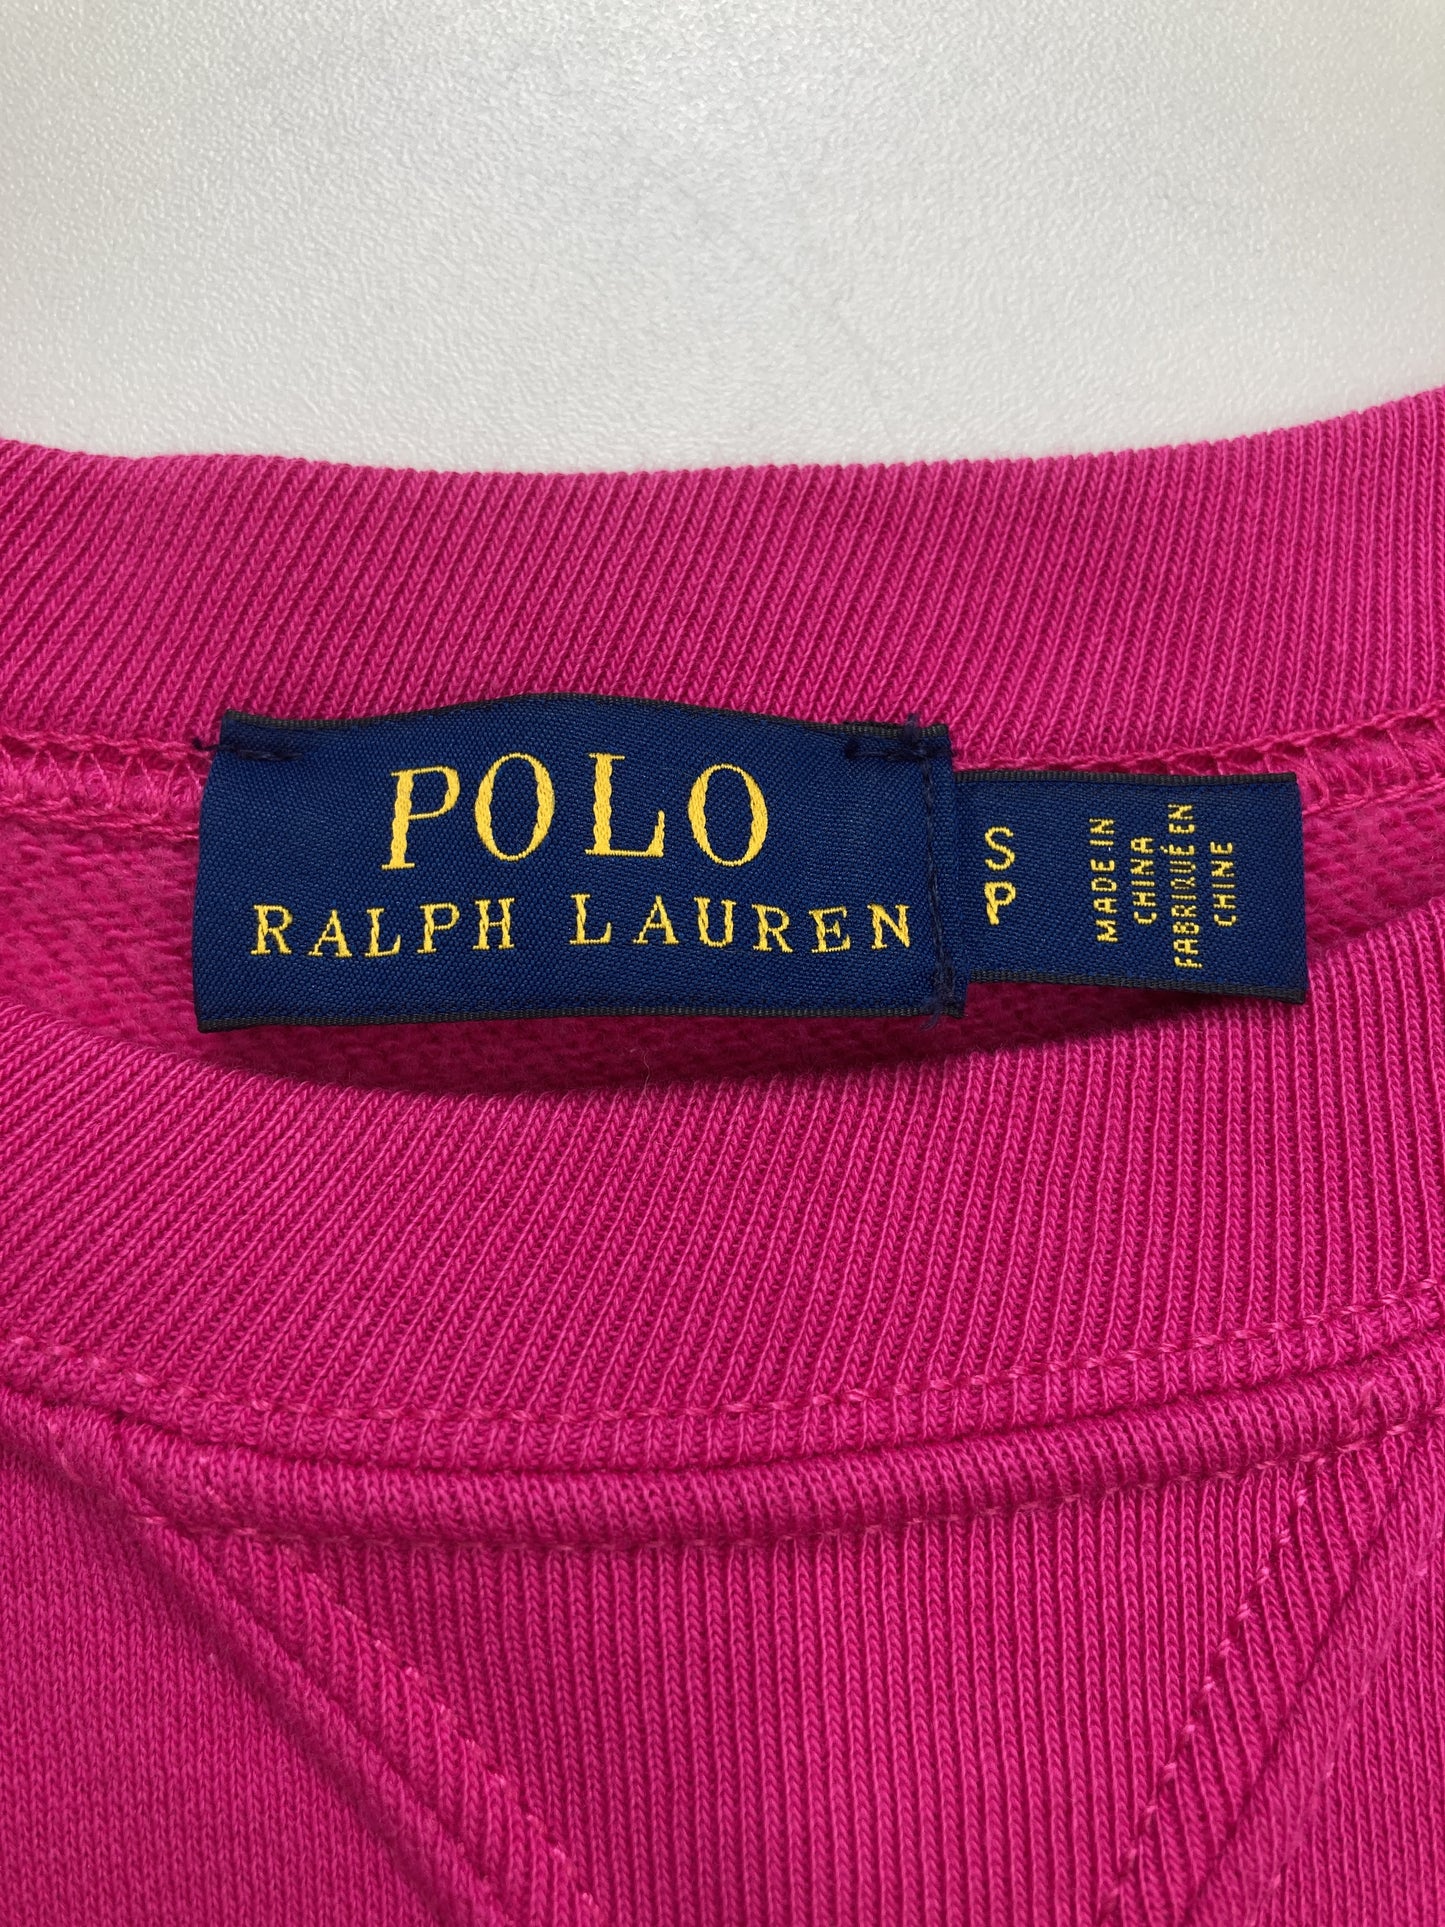 POLO
RALPH LAUREN
S
P
MADE IN
CHINA
FABRIQUÉ EN
CHINE